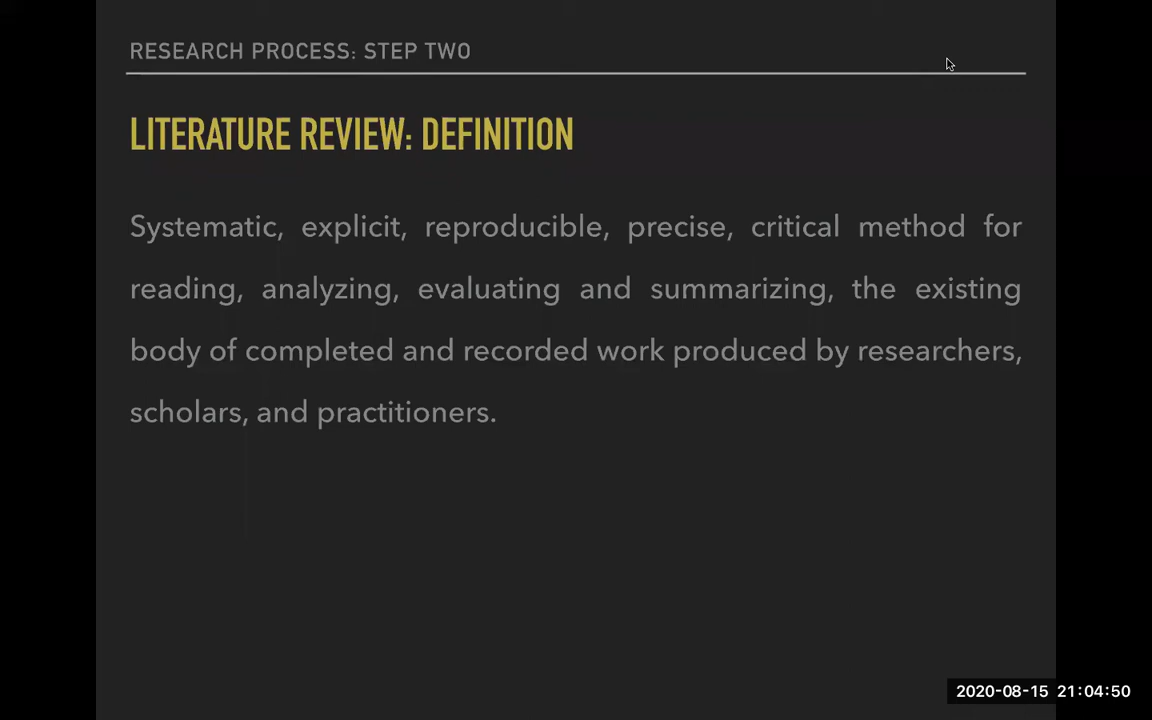 RESEARCH PROCESS: STEP TWO
LITERATURE REVIEW: DEFINITION
Systematic, explicit, reproducible, precise, critical method for
reading, analyzing, evaluating and summarizing, the existing
body of completed and recorded work produced by researchers,
scholars, and practitioners.
2020-08-15 21:04:50